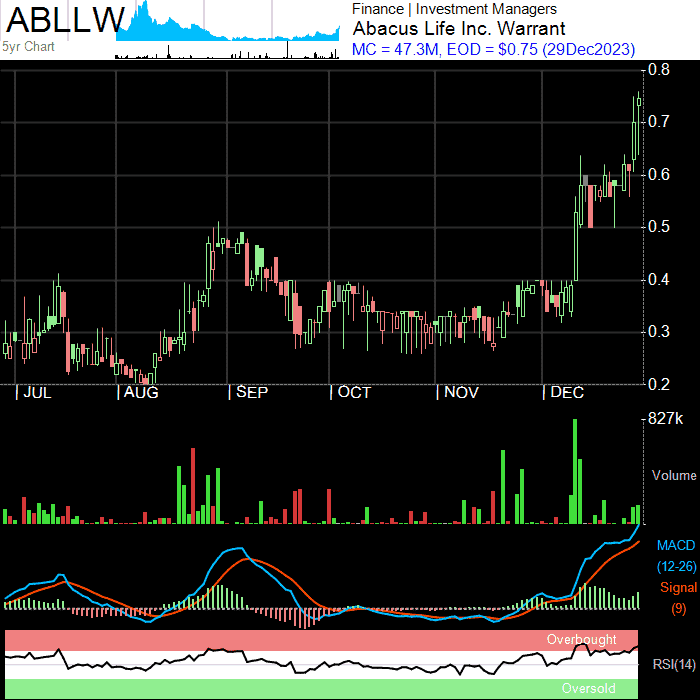 ABLLW
5yr Chart
Finance | Investment Managers
Abacus Life Inc. Warrant
MC = 47.3M, EOD = $0.75 (29Dec2023)
0.8
0.7
0.6
0.5
0.4
0.3
0.2
JUL
AUG
SEP
OCT
NOV
DEC
827k
Volume
MACD
(12-26)
Signal
(9)
Overbought
RSI(14)
Oversold